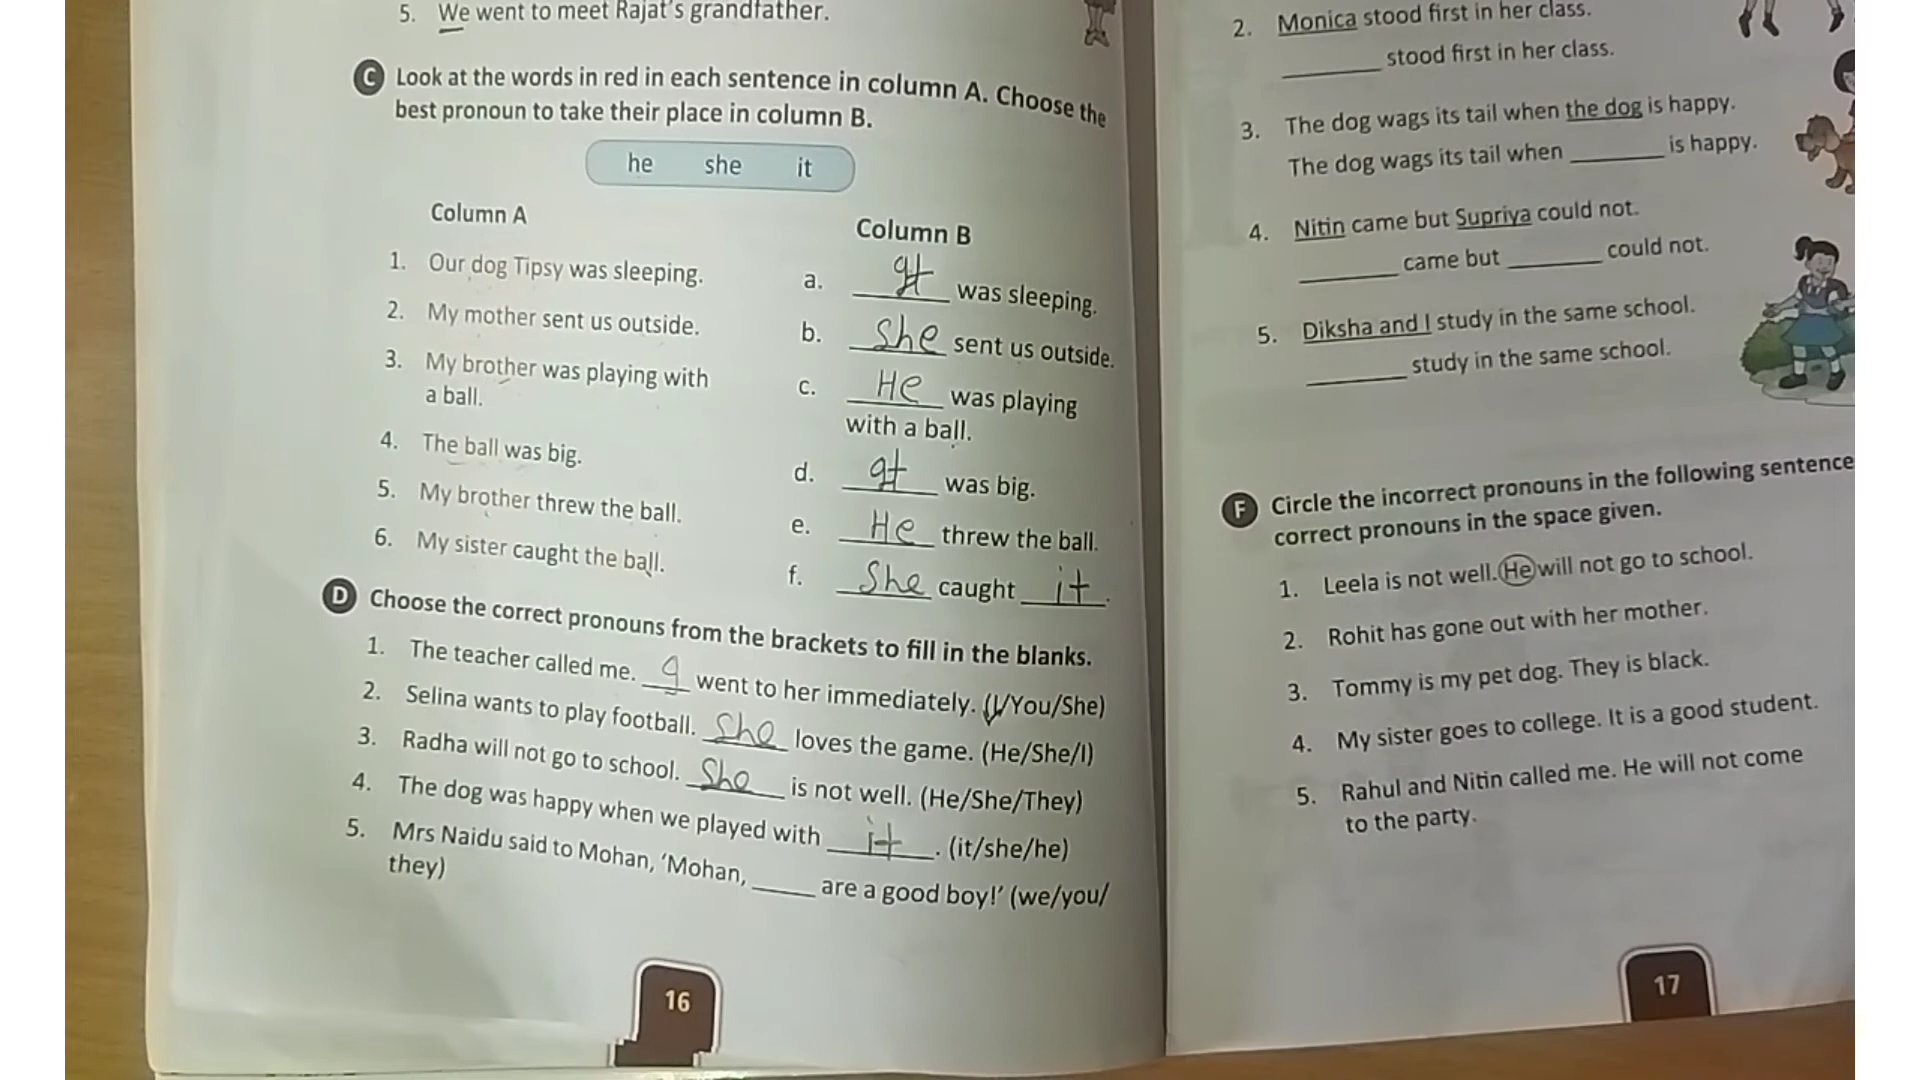 5. We went to meet Rajat's grandfather.
C Look at the words in red in each sentence in column A. Choose the
best pronoun to take their place in column B.
he she it
Column A
Column B
1. Our dog Tipsy was sleeping.
a. It was sleeping.
2. My mother sent us outside.
b. She sent us outside.
3. My brother was playing with
a ball.
c. He was playing
with a ball.
4. The ball was big.
d. It was big.
5. My brother threw the ball.
e. He threw the ball.
6. My sister caught the ball.
f. She caught it.
D Choose the correct pronouns from the brackets to fill in the blanks.
1. The teacher called me. I went to her immediately. (I/You/She)
2. Selina wants to play football. She loves the game. (He/She/I)
3. Radha will not go to school. She is not well. (He/She/They)
4. The dog was happy when we played with it. (it/she/he)
5. Mrs Naidu said to Mohan, 'Mohan, _____ are a good boy!' (we/you/
they)
16
2. Monica stood first in her class.
_____ stood first in her class.
3. The dog wags its tail when the dog is happy.
The dog wags its tail when _____ is happy.
4. Nitin came but Supriya could not.
_____ came but _____ could not.
5. Diksha and I study in the same school.
_____ study in the same school.
F Circle the incorrect pronouns in the following sentence
correct pronouns in the space given.
1. Leela is not well. He will not go to school.
2. Rohit has gone out with her mother.
3. Tommy is my pet dog. They is black.
4. My sister goes to college. It is a good student.
5. Rahul and Nitin called me. He will not come
to the party.
17